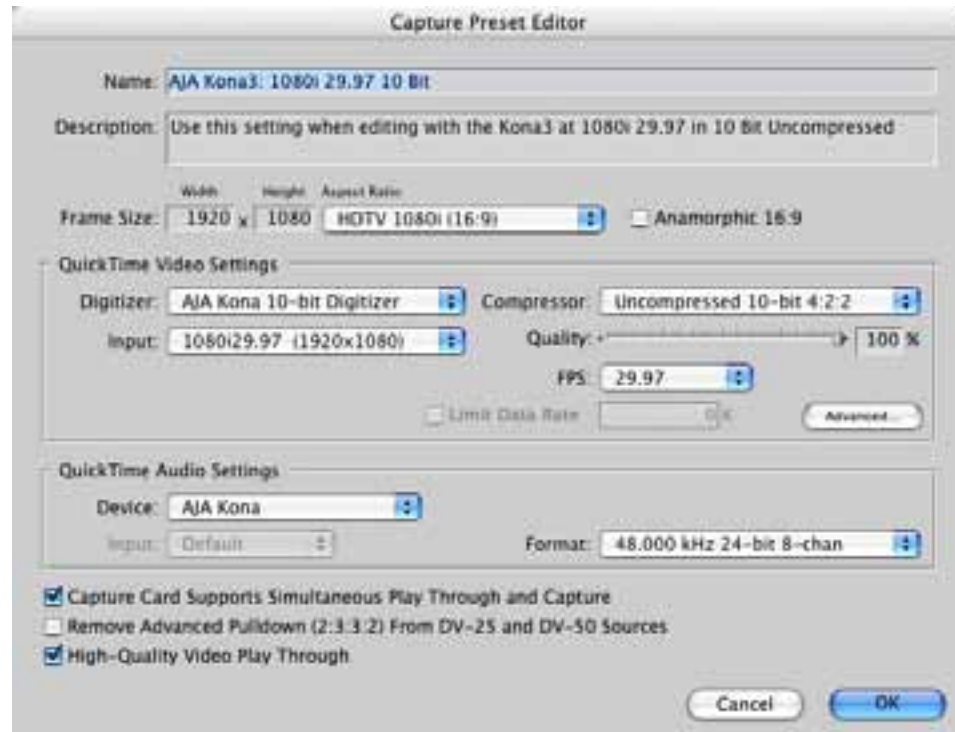 Capture Preset Editor
Name: AJA Kona3: 1080i 29.97 10 Bit
Description: Use this setting when editing with the Kona3 at 1080i 29.97 in 10 Bit Uncompressed
Width Height Aspect Ratio
Frame Size: 1920 x 1080 HDTV 1080i (16:9) Anamorphic 16:9
QuickTime Video Settings
Digitizer: AJA Kona 10-bit Digitizer Compressor: Uncompressed 10-bit 4:2:2
Input: 1080i29.97 (1920x1080) Quality: 100 %
FPS: 29.97
Limit Data Rate 0 K Advanced...
QuickTime Audio Settings
Device: AJA Kona
Input: Default Format: 48.000 kHz 24-bit 8-chan
Capture Card Supports Simultaneous Play Through and Capture
Remove Advanced Pulldown (2:3:3:2) From DV-25 and DV-50 Sources
High-Quality Video Play Through
Cancel OK